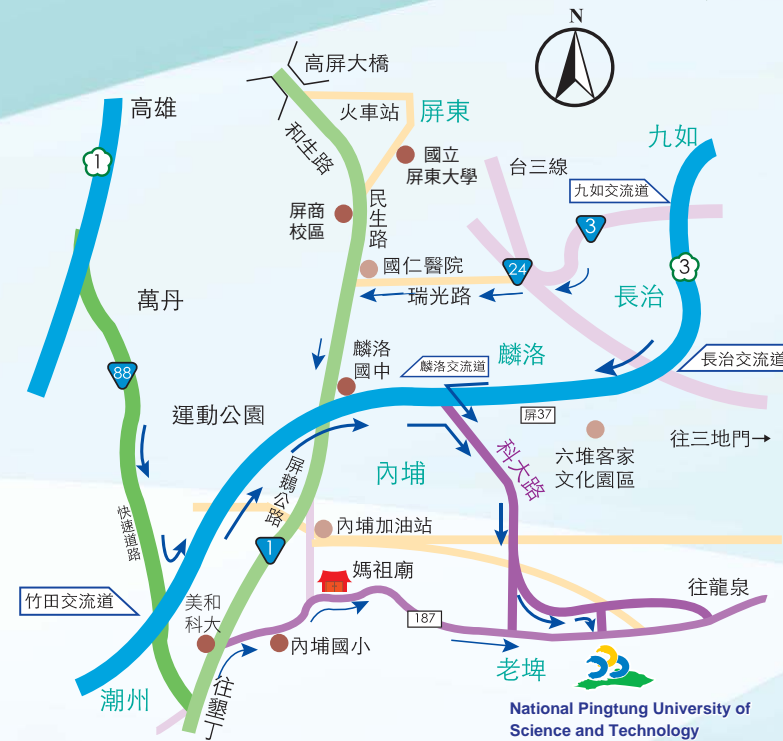 N
高屏大橋
高雄
火車站
屏東
九如
1
和生路
國立
屏東大學
台三線
九如交流道
屏商
校區
民生路
3
3
國仁醫院
24
長治
萬丹
瑞光路
麟洛
國中
麟洛
麟洛交流道
長治交流道
88
運動公園
屏37
往三地門
科大路
六堆客家
文化園區
內埔
屏鵝公路
快速道路
內埔加油站
1
媽祖廟
往龍泉
竹田交流道
美和
科大
187
內埔國小
老埤
潮州
往墾丁
National Pingtung University of
Science and Technology